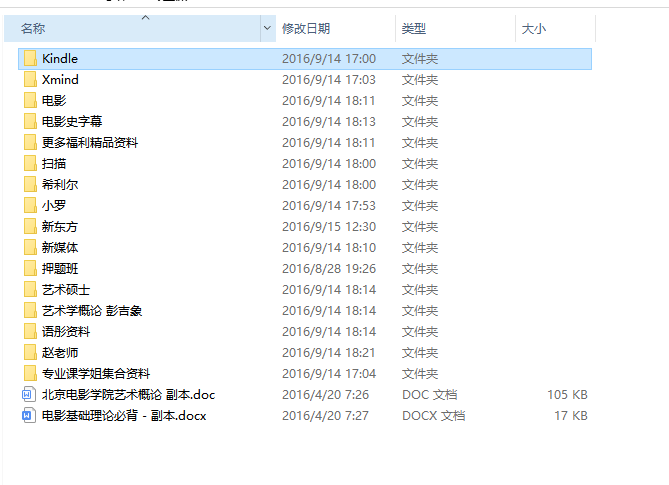 名称 修改日期 类型 大小
Kindle 2016/9/14 17:00 文件夹
Xmind 2016/9/14 17:03 文件夹
电影 2016/9/14 18:11 文件夹
电影史字幕 2016/9/14 18:13 文件夹
更多福利精品资料 2016/9/14 18:11 文件夹
扫描 2016/9/14 18:00 文件夹
希利尔 2016/9/14 18:00 文件夹
小罗 2016/9/14 17:53 文件夹
新东方 2016/9/15 12:30 文件夹
新媒体 2016/9/14 18:10 文件夹
押题班 2016/8/28 19:26 文件夹
艺术硕士 2016/9/14 18:14 文件夹
艺术学概论 彭吉象 2016/9/14 18:14 文件夹
语彤资料 2016/9/14 18:14 文件夹
赵老师 2016/9/14 18:21 文件夹
专业课学姐集合资料 2016/9/14 17:04 文件夹
北京电影学院艺术概论 副本.doc 2016/4/20 7:26 DOC 文档 105 KB
电影基础理论必背 - 副本.docx 2016/4/20 7:27 DOCX 文档 17 KB